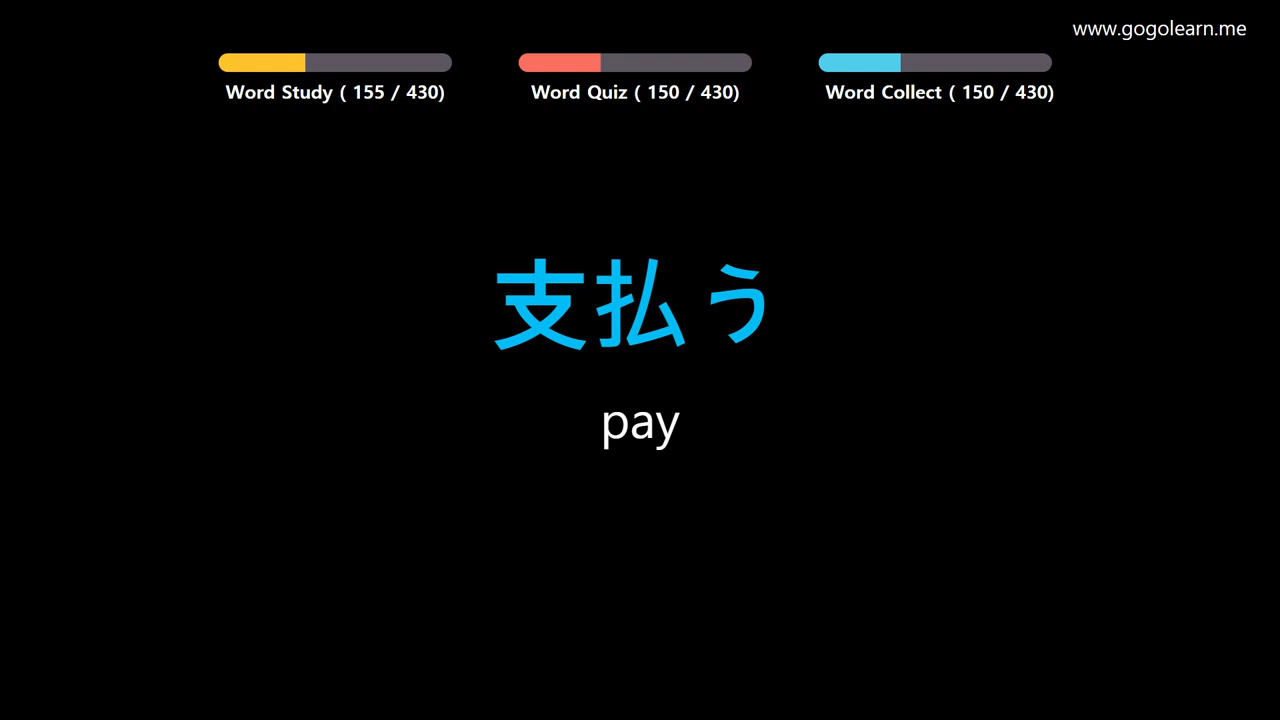 www.gogolearn.me
Word Study ( 155 / 430)
Word Quiz ( 150 / 430)
Word Collect ( 150 / 430)
支払う
pay